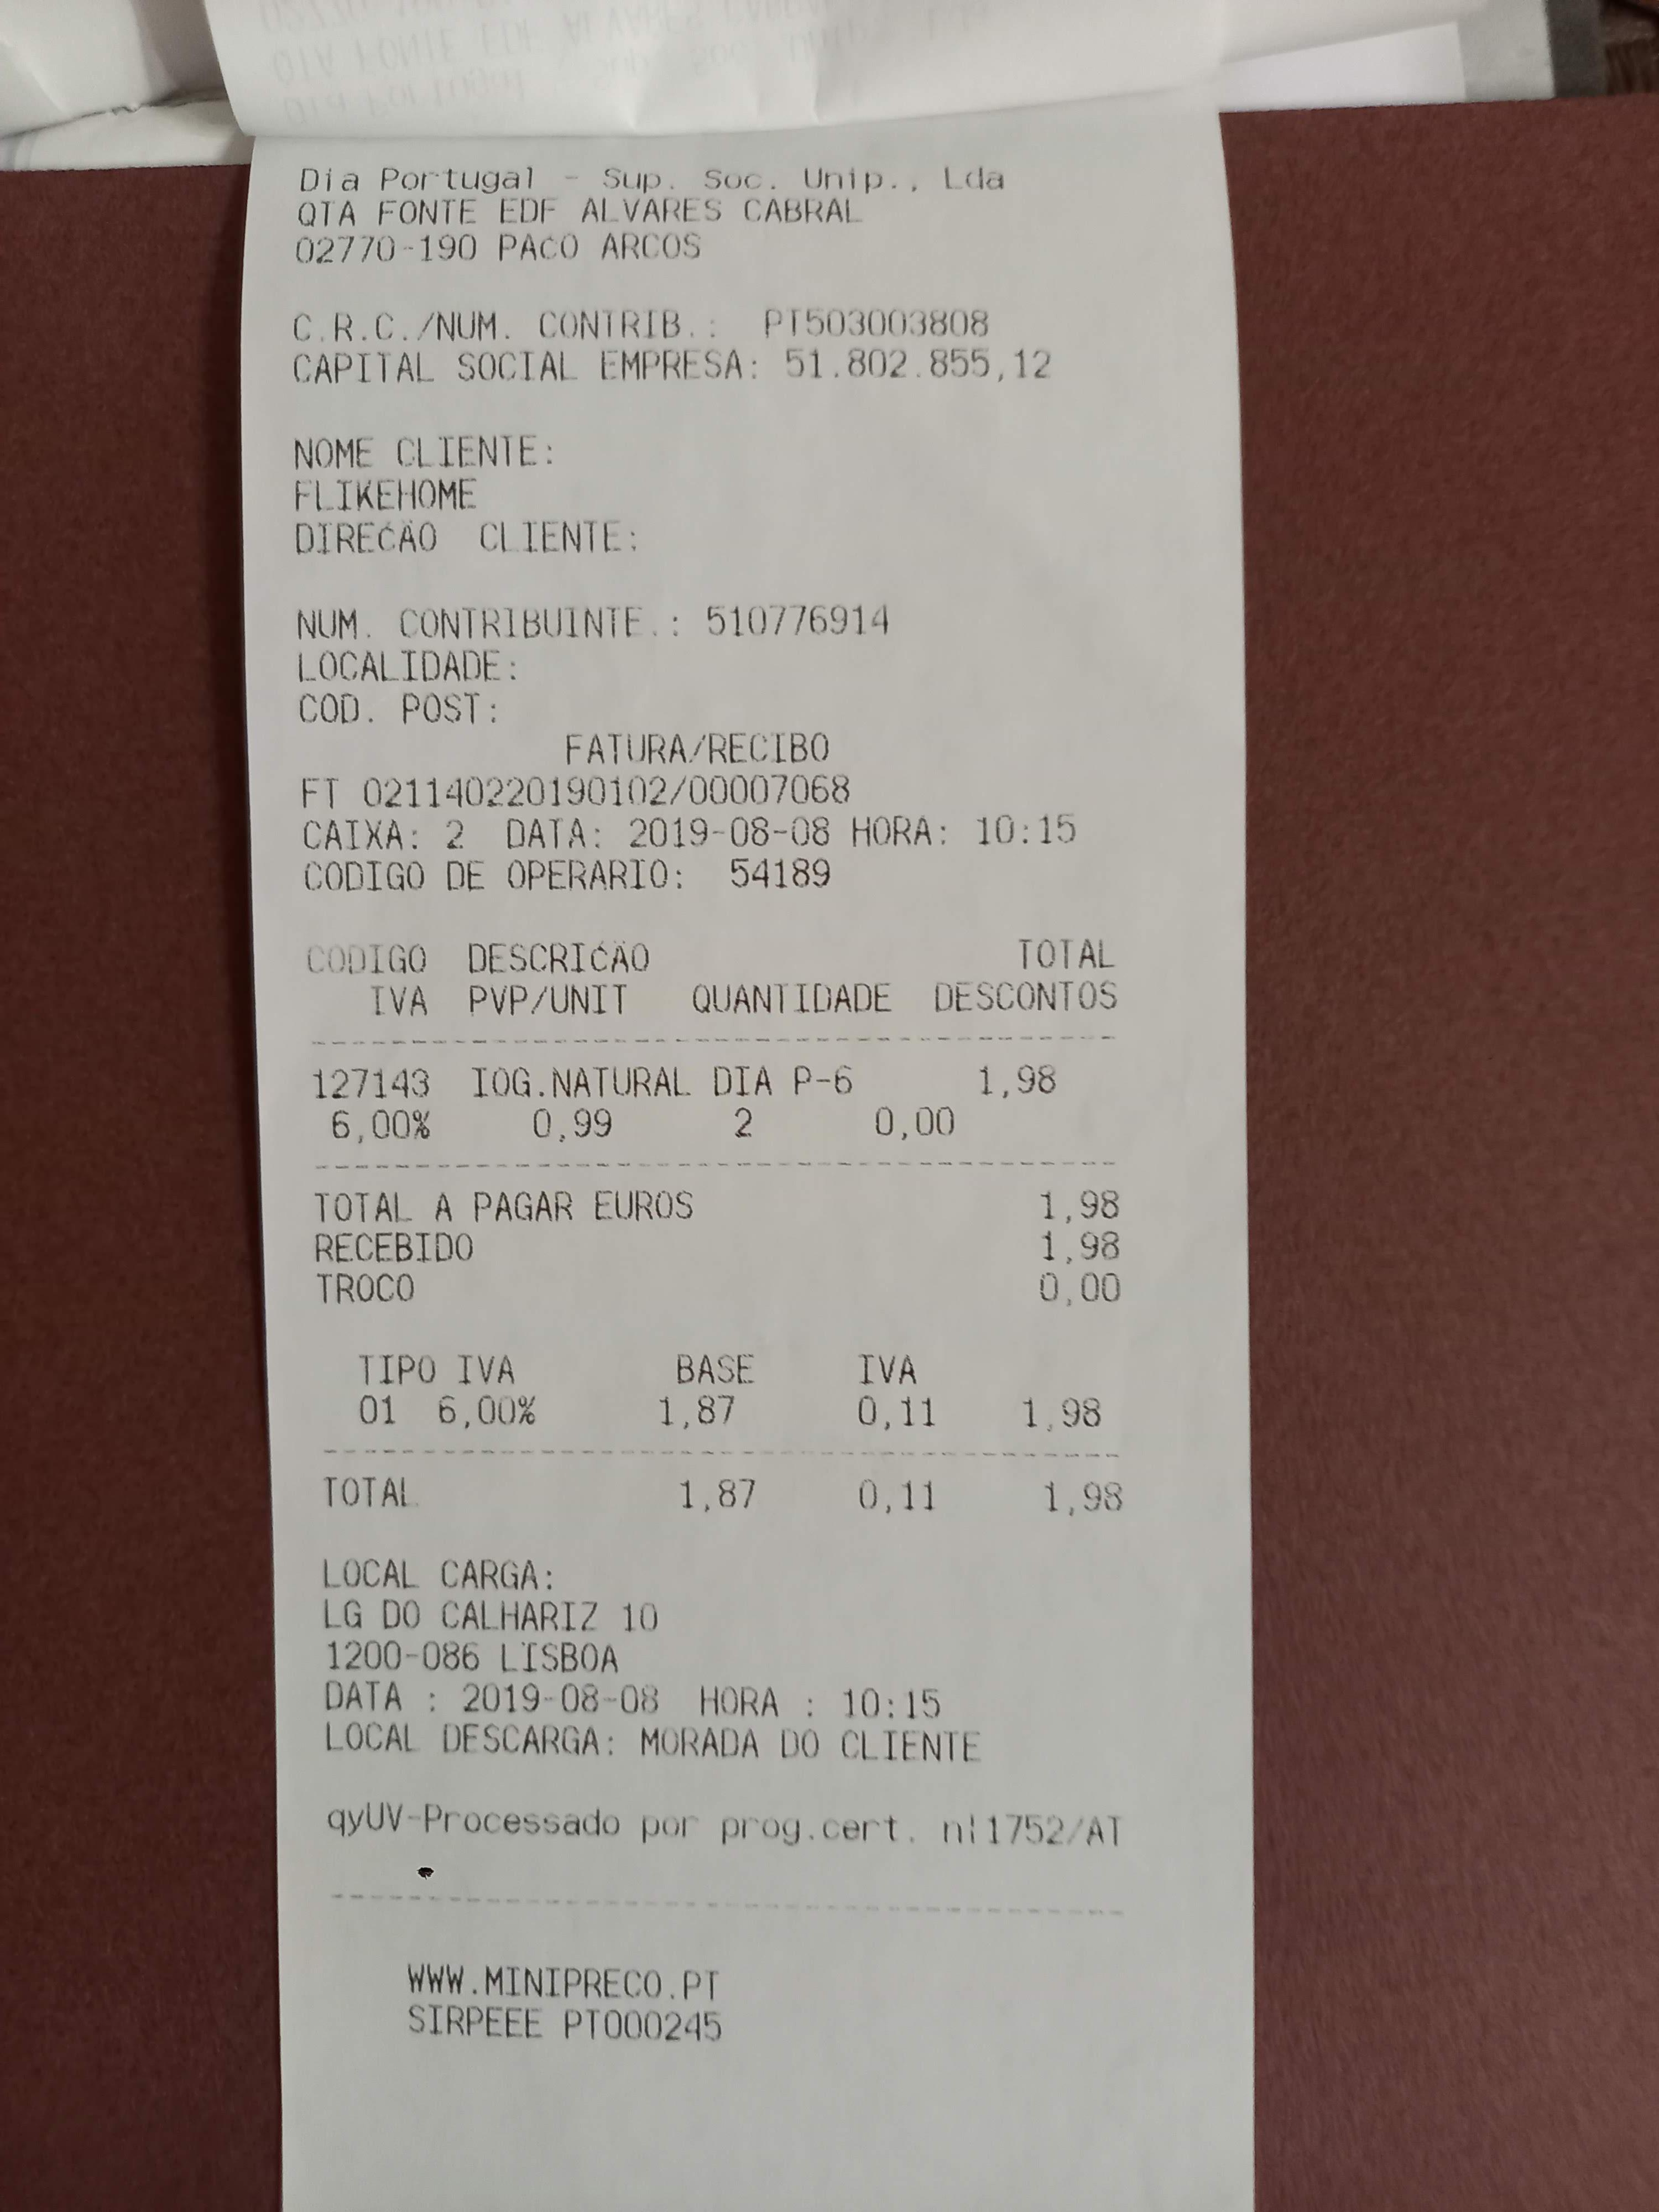 Dia Portugal - Sup. Soc. Unip., Lda
QTA FONTE EDF ALVARES CABRAL
02770-190 PACO ARCOS
C.R.C./NUM. CONTRIB.: PT503003808
CAPITAL SOCIAL EMPRESA: 51.802.855,12
NOME CLIENTE:
FLIKEHOME
DIREĆÄO CLIENTE:
NUM. CONTRIBUINTE.: 510776914
LOCALIDADE:
COD. POST:
FATURA/RECIBO
FT 021140220190102/00007068
CAIXA: 2 DATA: 2019-08-08 HORA: 10:15
CODIGO DE OPERARIO: 54189
CODIGO DESCRIĆÄO TOTAL
IVA PVP/UNIT QUANTIDADE DESCONTOS
127143 IOG.NATURAL DIA P-6 1,98
6,00% 0,99 2 0,00
TOTAL A PAGAR EUROS 1,98
RECEBIDO 1,98
TROCO 0,00
TIPO IVA BASE IVA
01 6,00% 1,87 0,11 1,98
TOTAL 1,87 0,11 1,98
LOCAL CARGA:
LG DO CALHARIZ 10
1200-086 LISBOA
DATA : 2019-08-08 HORA : 10:15
LOCAL DESCARGA: MORADA DO CLIENTE
qyUV-Processado por prog.cert. n¦1752/AT
WWW.MINIPRECO.PT
SIRPEEE PT000245